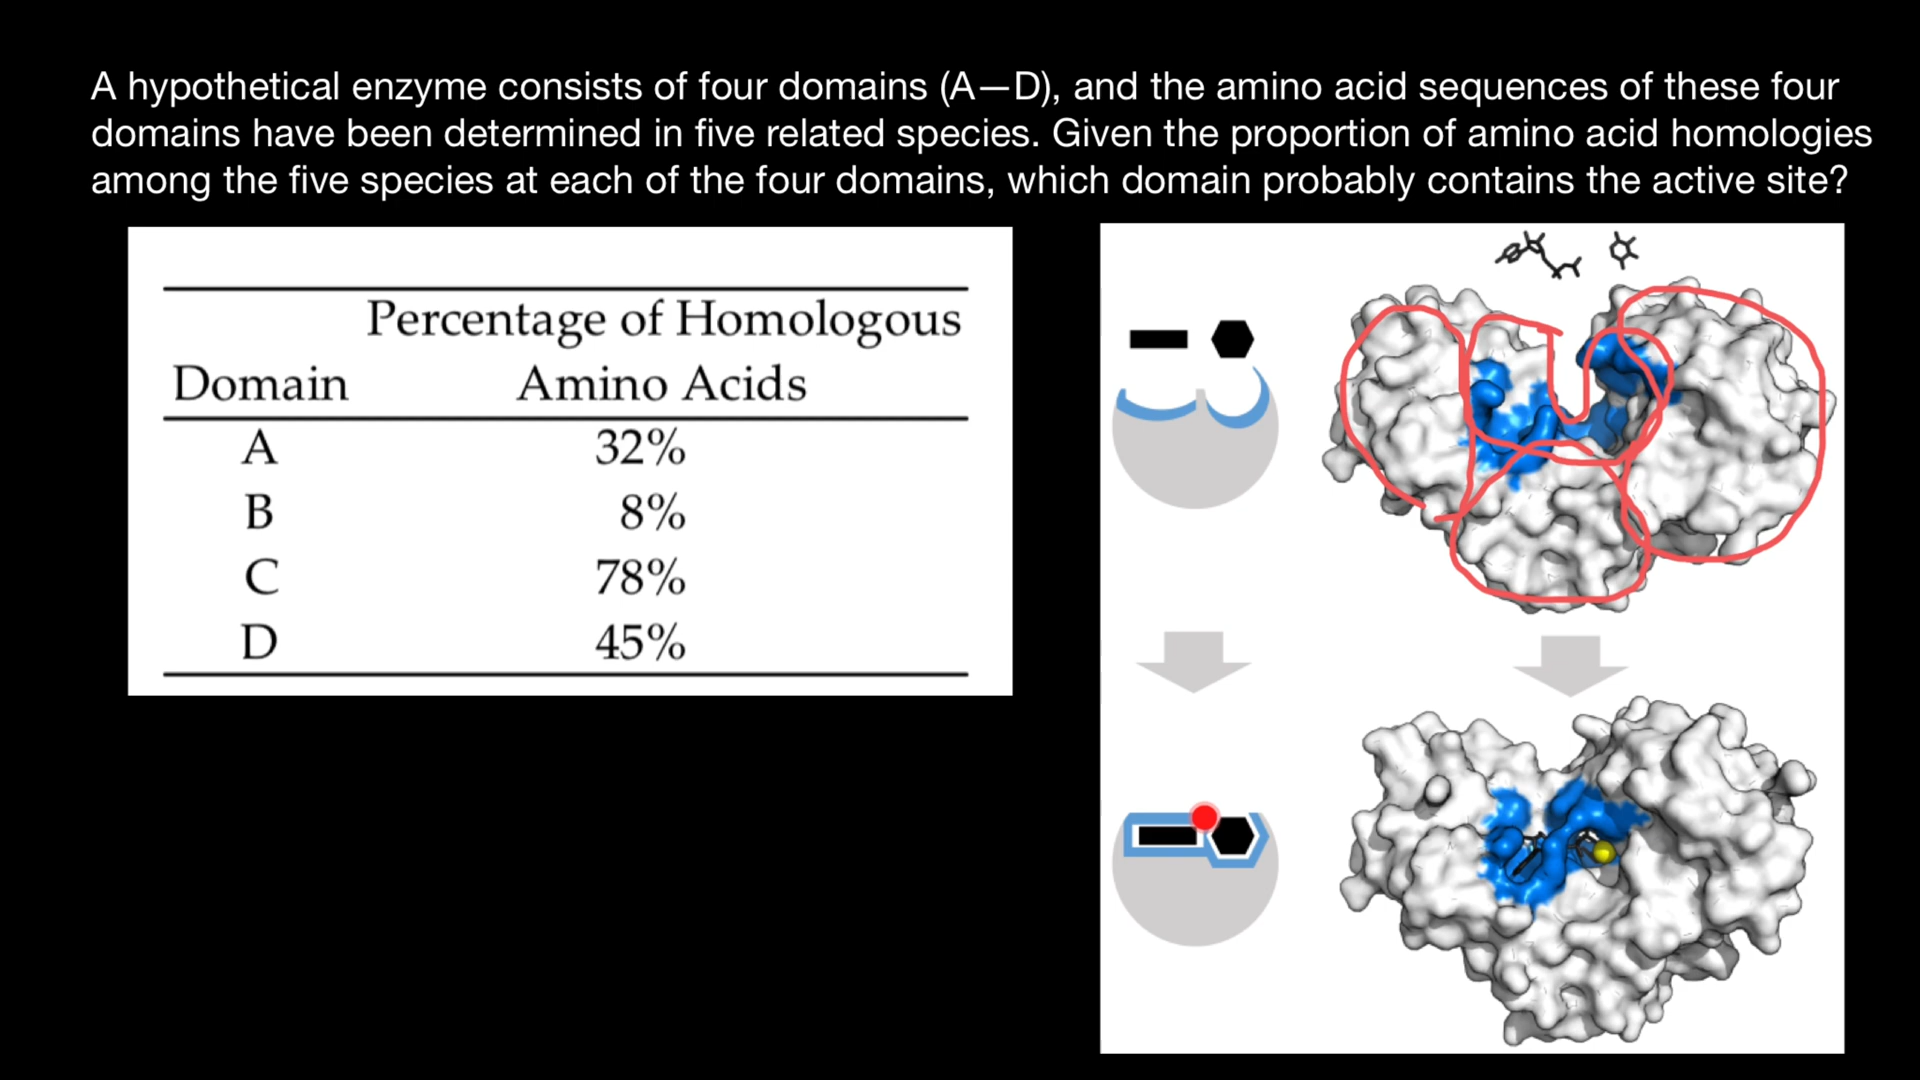 A hypothetical enzyme consists of four domains (A—D), and the amino acid sequences of these four
domains have been determined in five related species. Given the proportion of amino acid homologies
among the five species at each of the four domains, which domain probably contains the active site?
Percentage of Homologous
Domain Amino Acids
A 32%
B 8%
C 78%
D 45%